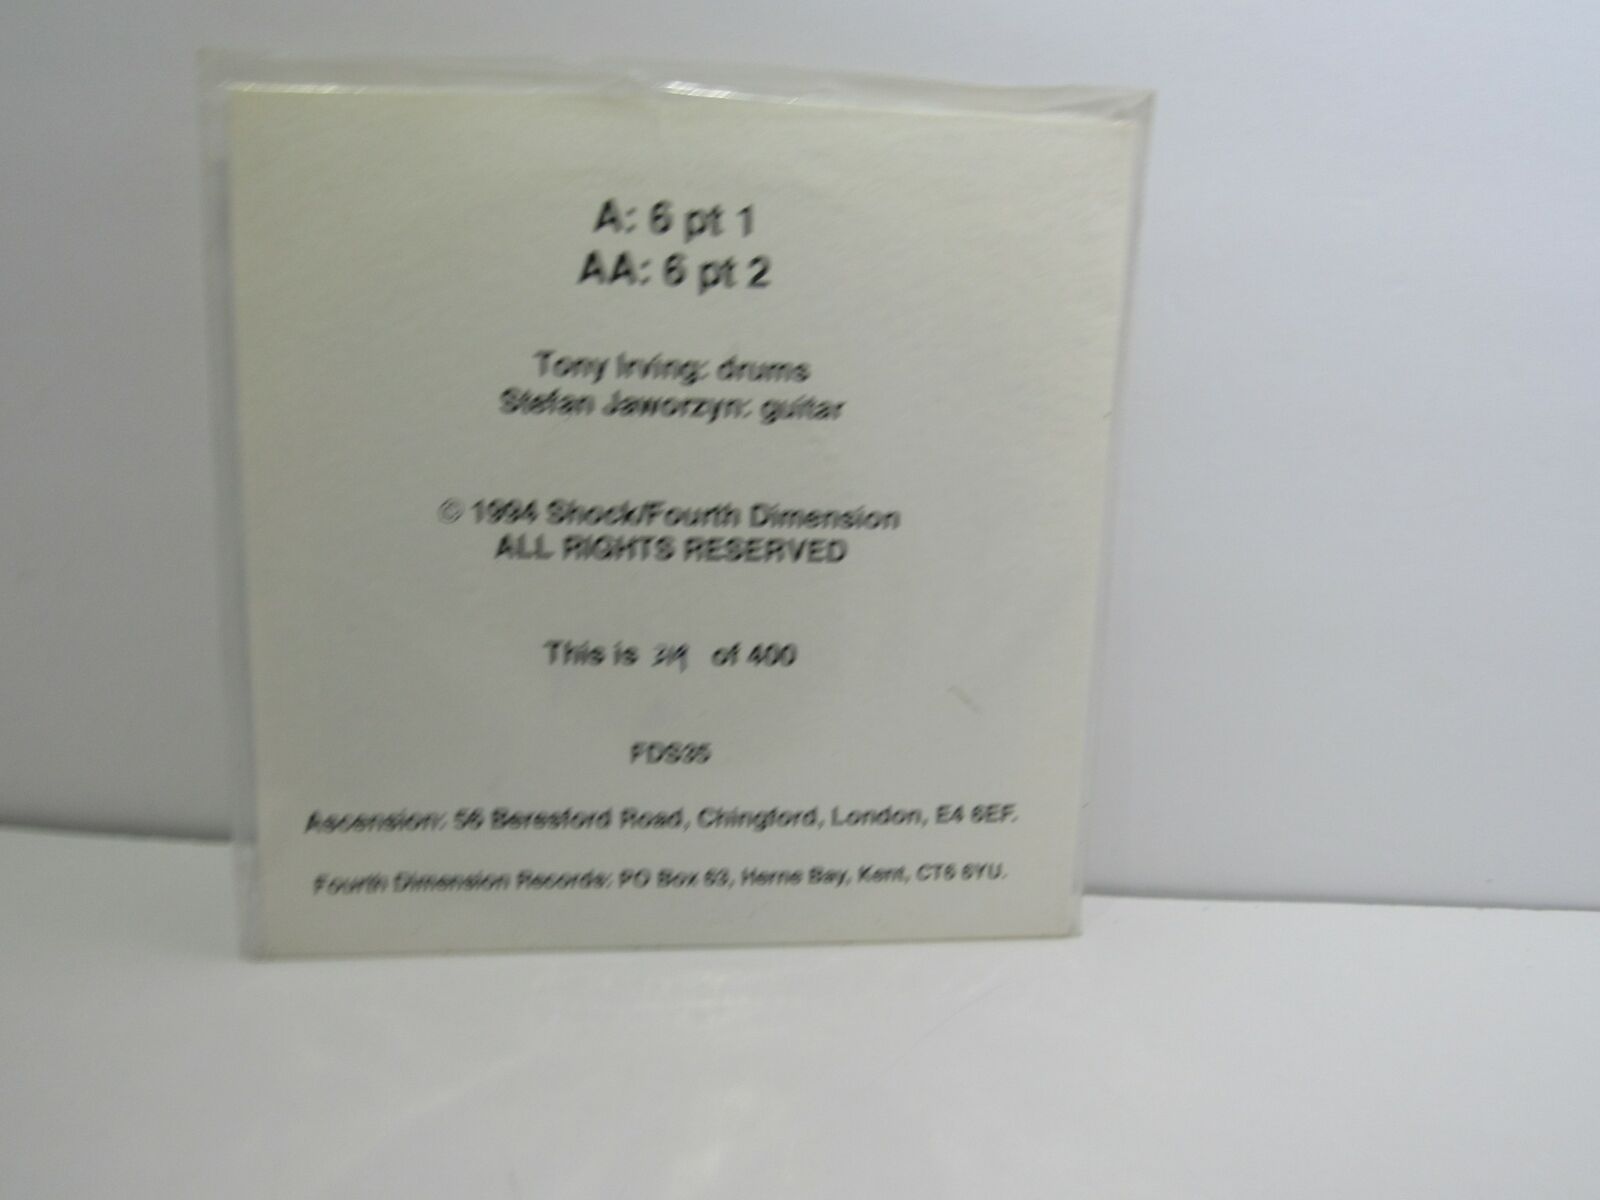 A: 6 pt 1
AA: 6 pt 2
Tony Irving: drums
Stefan Jaworzyn: guitar
© 1994 Shock/Fourth Dimension
ALL RIGHTS RESERVED
This is of 400
FDS35
Ascension: 56 Beresford Road, Chingford, London, E4 6EF.
Fourth Dimension Records: PO Box 63, Herne Bay, Kent, CT6 6YU.